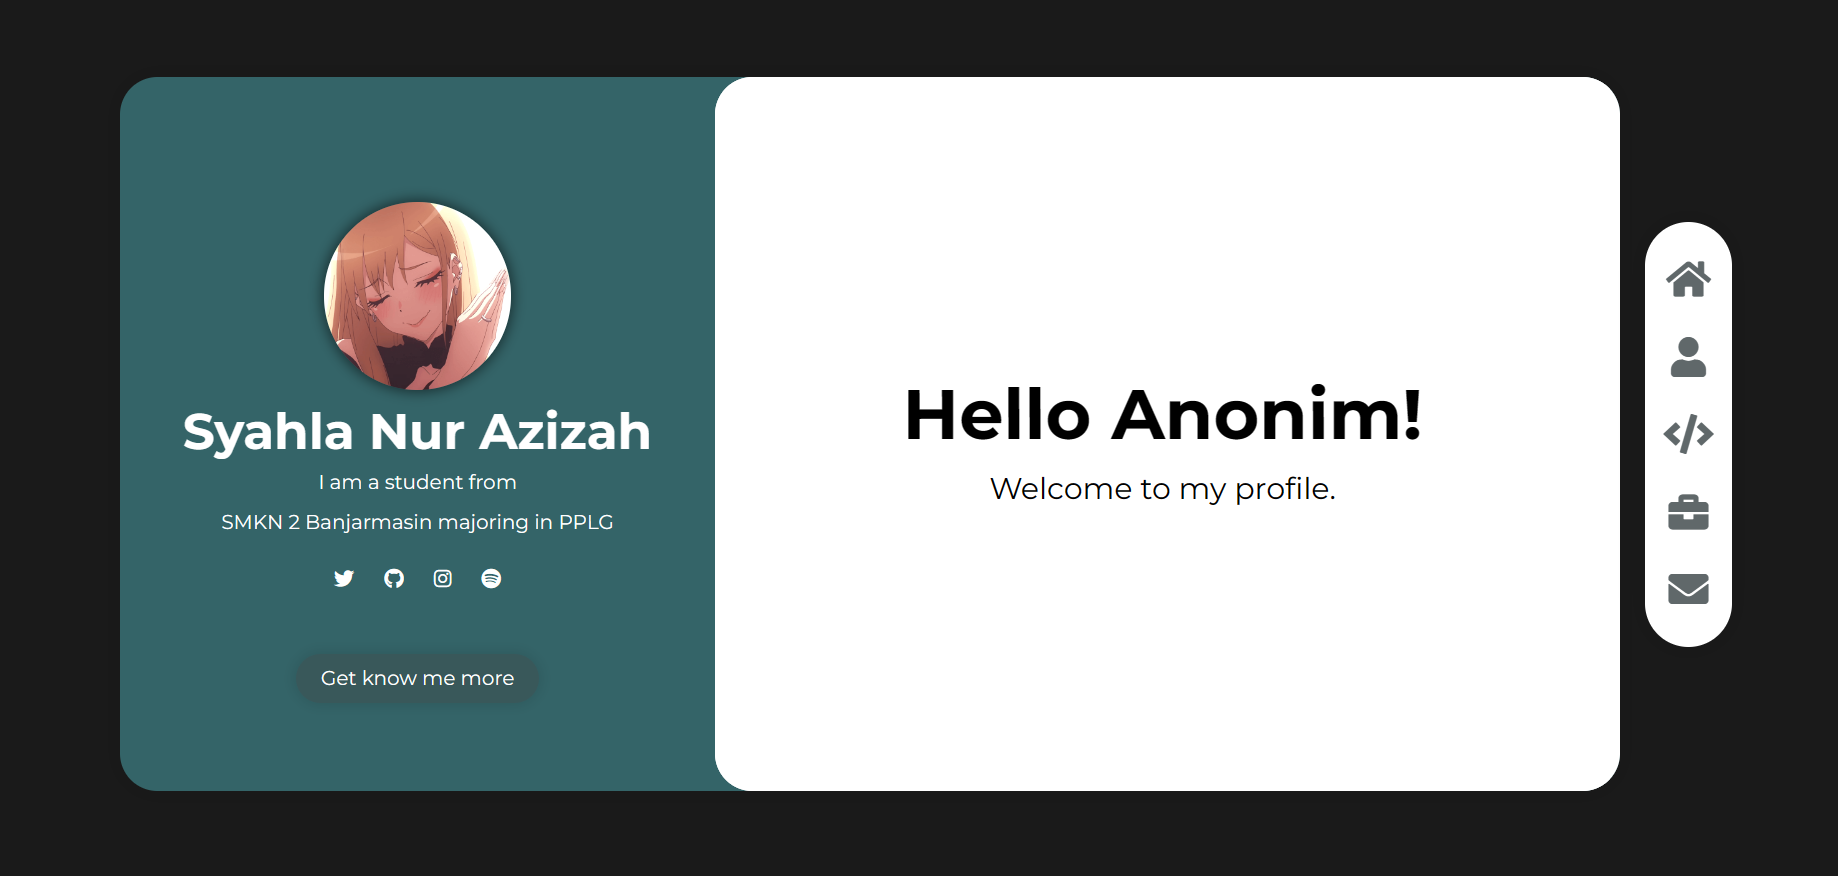 Syahla Nur Azizah
I am a student from
SMKN 2 Banjarmasin majoring in PPLG
Get know me more
Hello Anonim!
Welcome to my profile.